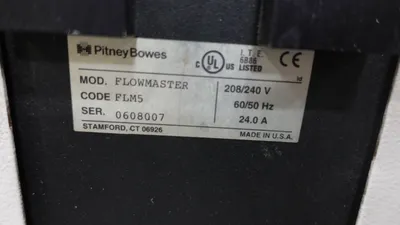 Pitney Bowes
C UL US LISTED
I.T.E.
6B88
CE
MOD. FLOWMASTER
CODE FLM5
SER. 0608007
208/240 V
60/50 Hz
24.0 A
STAMFORD, CT 06926
MADE IN U.S.A.